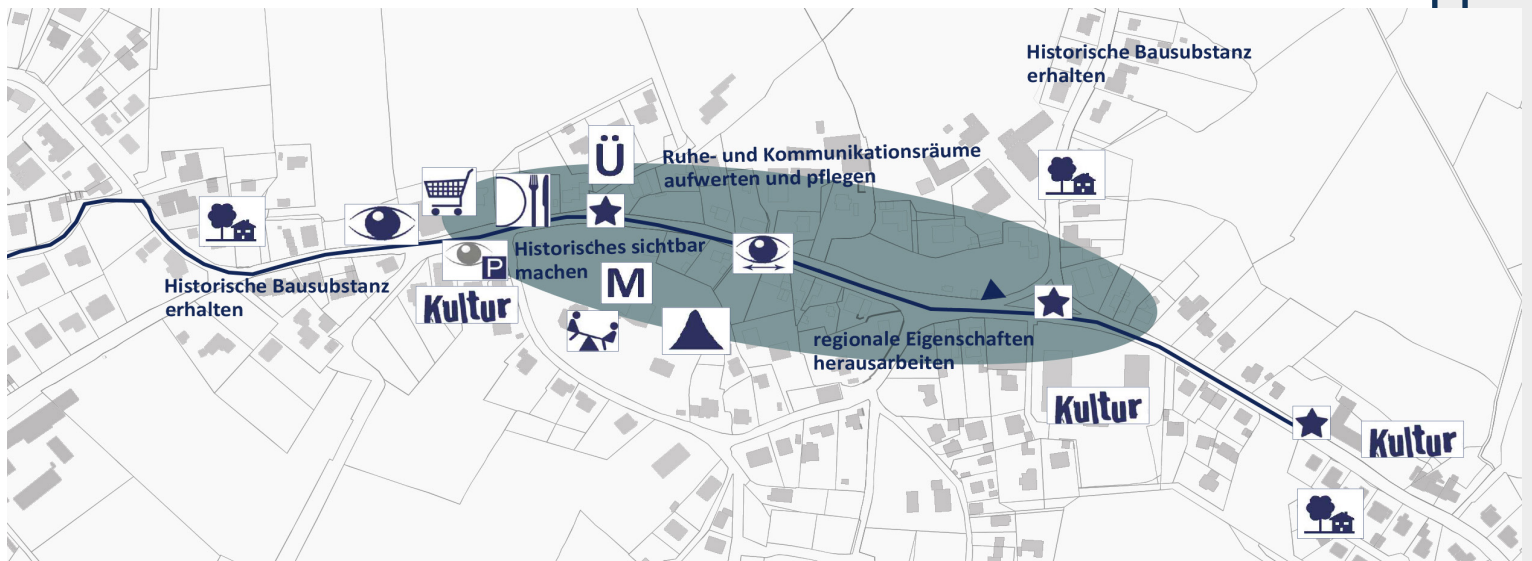 Historische Bausubstanz
erhalten
Ü
Ruhe- und Kommunikationsräume
aufwerten und pflegen
Historisches sichtbar
machen
P
M
Historische Bausubstanz
erhalten
Kultur
regionale Eigenschaften
herausarbeiten
Kultur
Kultur